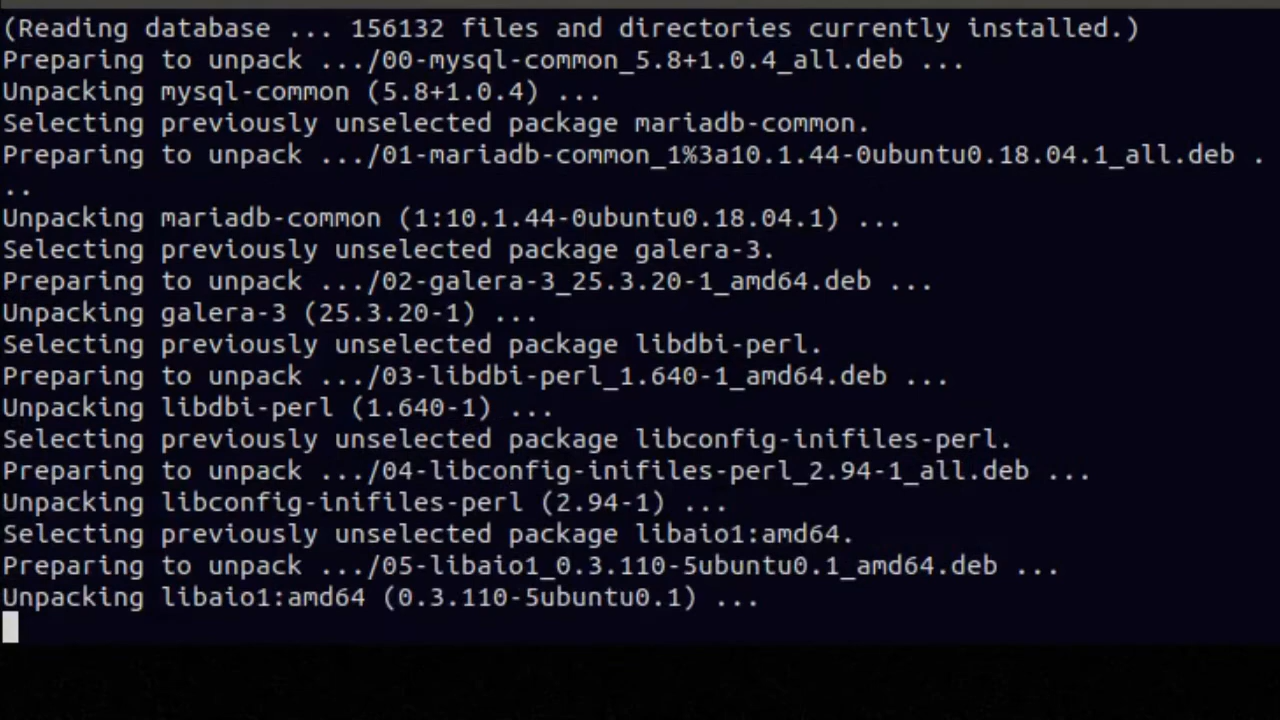 (Reading database ... 156132 files and directories currently installed.)
Preparing to unpack .../00-mysql-common_5.8+1.0.4_all.deb ...
Unpacking mysql-common (5.8+1.0.4) ...
Selecting previously unselected package mariadb-common.
Preparing to unpack .../01-mariadb-common_1%3a10.1.44-0ubuntu0.18.04.1_all.deb .
..
Unpacking mariadb-common (1:10.1.44-0ubuntu0.18.04.1) ...
Selecting previously unselected package galera-3.
Preparing to unpack .../02-galera-3_25.3.20-1_amd64.deb ...
Unpacking galera-3 (25.3.20-1) ...
Selecting previously unselected package libdbi-perl.
Preparing to unpack .../03-libdbi-perl_1.640-1_amd64.deb ...
Unpacking libdbi-perl (1.640-1) ...
Selecting previously unselected package libconfig-inifiles-perl.
Preparing to unpack .../04-libconfig-inifiles-perl_2.94-1_all.deb ...
Unpacking libconfig-inifiles-perl (2.94-1) ...
Selecting previously unselected package libaio1:amd64.
Preparing to unpack .../05-libaio1_0.3.110-5ubuntu0.1_amd64.deb ...
Unpacking libaio1:amd64 (0.3.110-5ubuntu0.1) ...